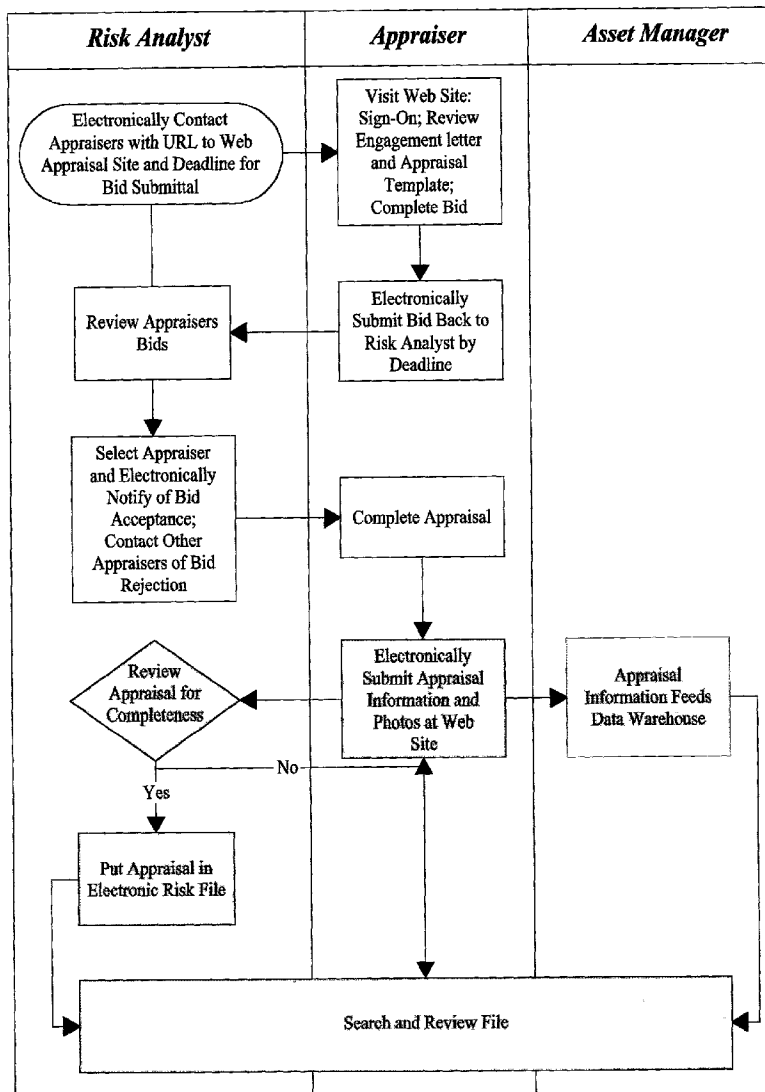 Risk Analyst
Appraiser
Asset Manager
Electronically Contact
Appraisers with URL to Web
Appraisal Site and Deadline for
Bid Submittal
Visit Web Site:
Sign-On; Review
Engagement letter
and Appraisal
Template;
Complete Bid
Review Appraisers
Bids
Electronically
Submit Bid Back to
Risk Analyst by
Deadline
Select Appraiser
and Electronically
Notify of Bid
Acceptance;
Contact Other
Appraisers of Bid
Rejection
Complete Appraisal
Review
Appraisal for
Completeness
Electronically
Submit Appraisal
Information and
Photos at Web
Site
Appraisal
Information Feeds
Data Warehouse
No
Yes
Put Appraisal in
Electronic Risk File
Search and Review File